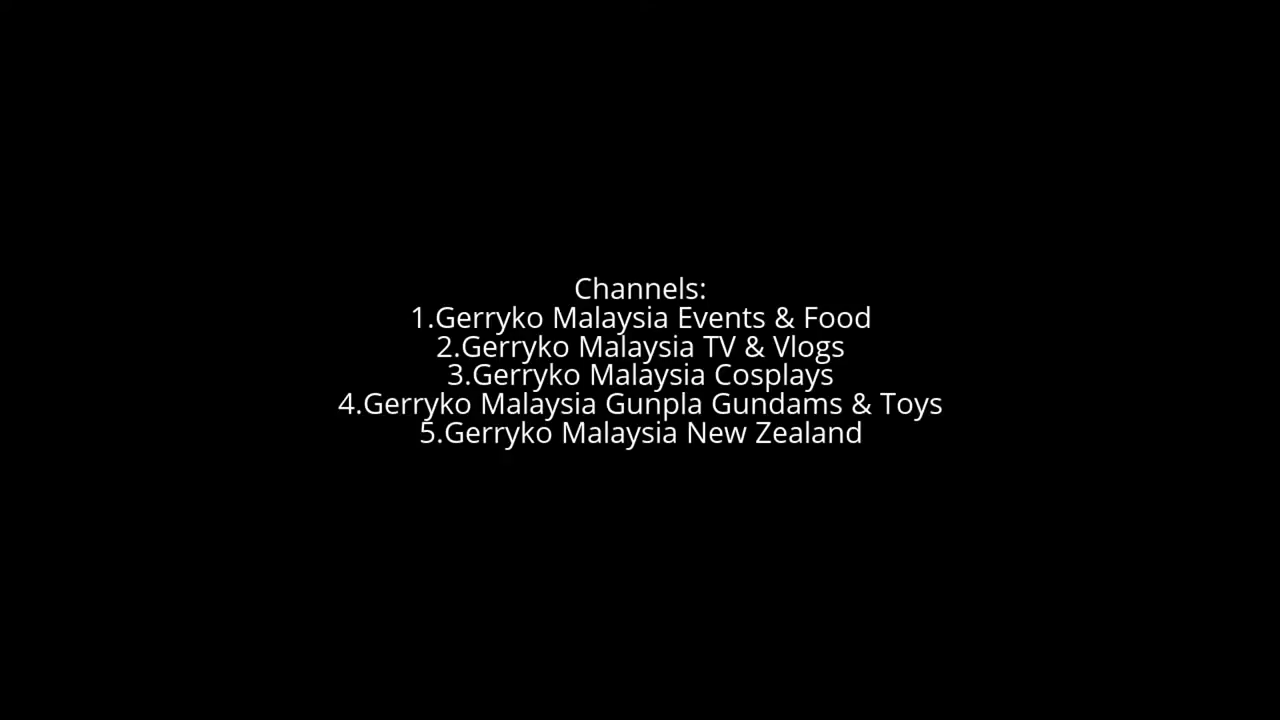 Channels:
1.Gerryko Malaysia Events & Food
2.Gerryko Malaysia TV & Vlogs
3.Gerryko Malaysia Cosplays
4.Gerryko Malaysia Gunpla Gundams & Toys
5.Gerryko Malaysia New Zealand